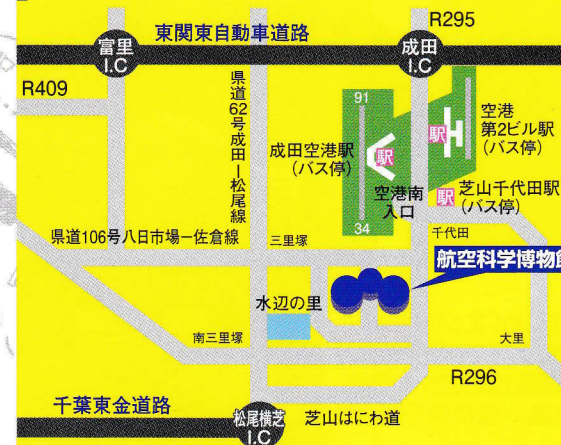 R295
東関東自動車道路
富里
I.C
成田
I.C
R409
県道62号成田ー松尾線
91
成田空港駅
(バス停)
駅
駅
空港
第2ビル駅
(バス停)
空港南
入口
駅
芝山千代田駅
(バス停)
34
千代田
県道106号八日市場ー佐倉線
三里塚
航空科学博物館
水辺の里
南三里塚
大里
R296
千葉東金道路
松尾横芝
I.C
芝山はにわ道